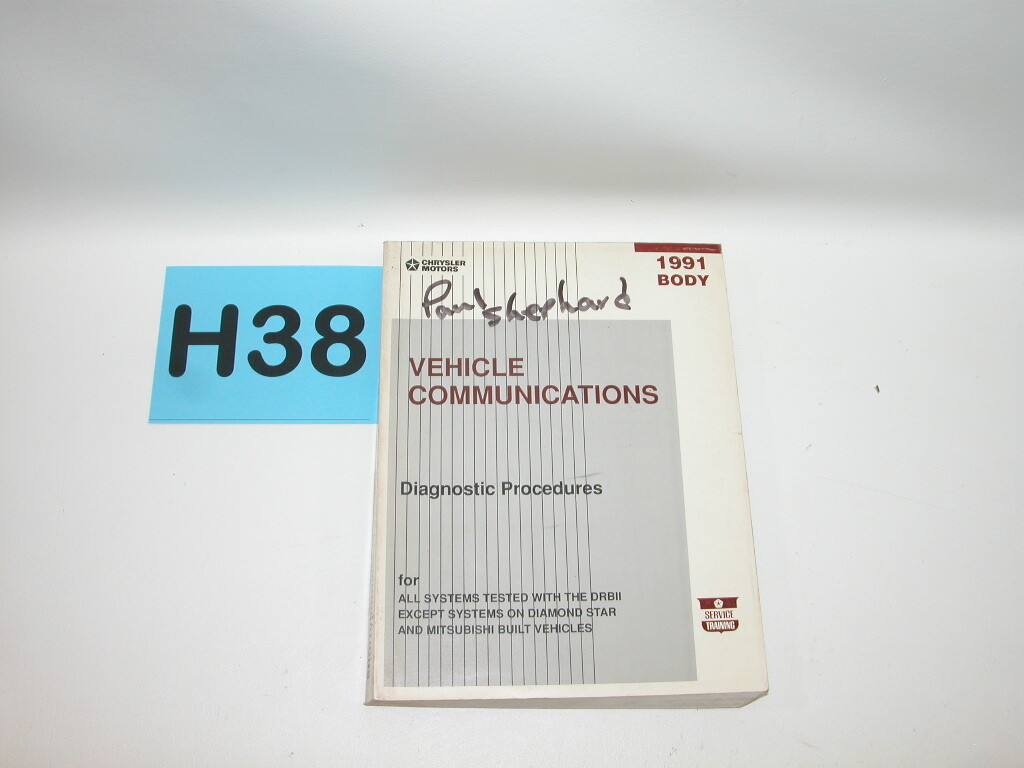 H38
CHRYSLER
MOTORS
1991
BODY
Paul Shephard
VEHICLE
COMMUNICATIONS
Diagnostic Procedures
for
ALL SYSTEMS TESTED WITH THE DRBII
EXCEPT SYSTEMS ON DIAMOND STAR
AND MITSUBISHI BUILT VEHICLES
SERVICE
TRAINING